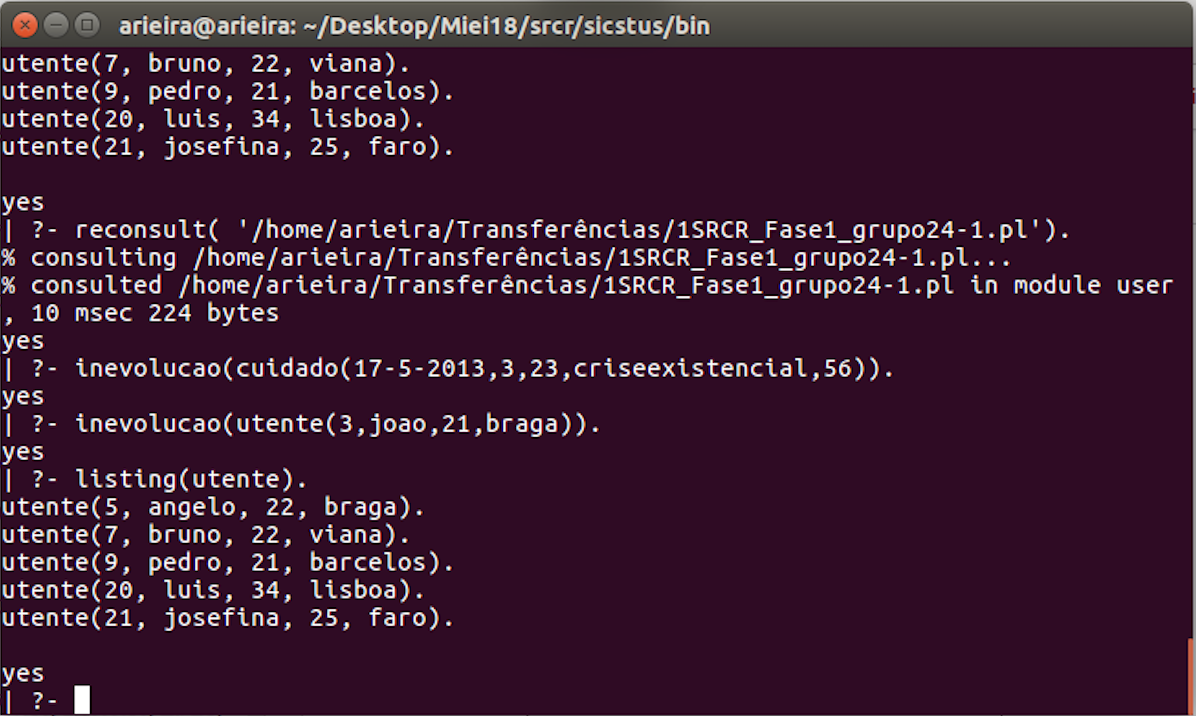 arieira@arieira: ~/Desktop/Miei18/srcr/sicstus/bin
utente(7, bruno, 22, viana).
utente(9, pedro, 21, barcelos).
utente(20, luis, 34, lisboa).
utente(21, josefina, 25, faro).
yes
| ?- reconsult( '/home/arieira/Transferências/1SRCR_Fase1_grupo24-1.pl').
% consulting /home/arieira/Transferências/1SRCR_Fase1_grupo24-1.pl...
% consulted /home/arieira/Transferências/1SRCR_Fase1_grupo24-1.pl in module user
, 10 msec 224 bytes
yes
| ?- inevolucao(cuidado(17-5-2013,3,23,criseexistencial,56)).
yes
| ?- inevolucao(utente(3,joao,21,braga)).
yes
| ?- listing(utente).
utente(5, angelo, 22, braga).
utente(7, bruno, 22, viana).
utente(9, pedro, 21, barcelos).
utente(20, luis, 34, lisboa).
utente(21, josefina, 25, faro).
yes
| ?-